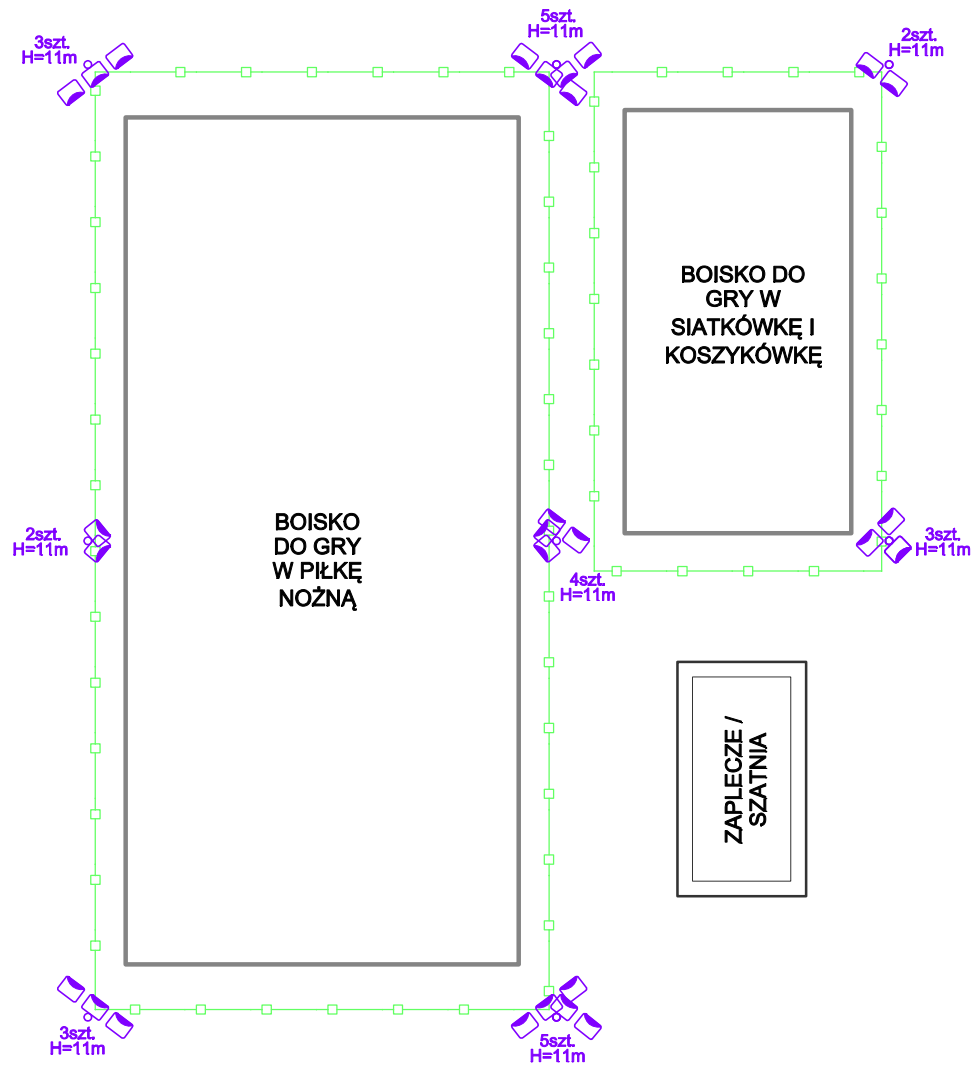 3szt.
H=11m
5szt.
H=11m
2szt.
H=11m
BOISKO DO
GRY W
SIATKÓWKĘ I
KOSZYKÓWKĘ
BOISKO
DO GRY
W PIŁKĘ
NOŻNĄ
2szt.
H=11m
4szt.
H=11m
3szt.
H=11m
ZAPLECZE /
SZATNIA
3szt.
H=11m
5szt.
H=11m